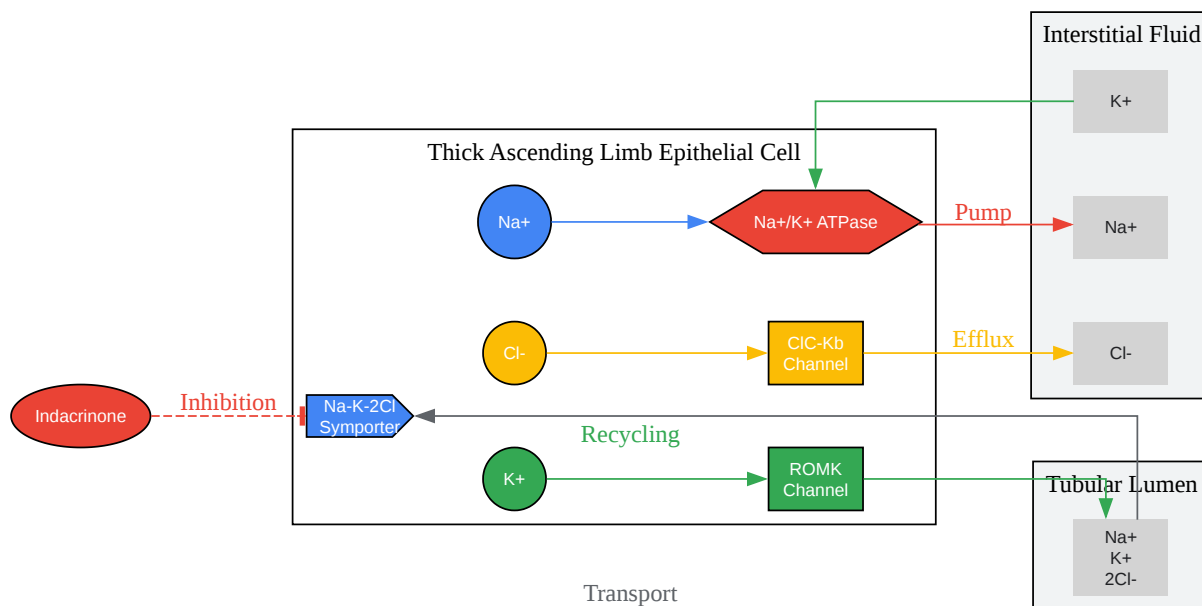 Interstitial Fluid
K+
Thick Ascending Limb Epithelial Cell
Na+
Na+/K+ ATPase
Pump
Na+
Cl-
ClC-Kb
Channel
Efflux
Cl-
Indacrinone
Inhibition
Na-K-2Cl
Symporter
Recycling
K+
ROMK
Channel
Tubular Lumen
Na+
K+
2Cl-
Transport